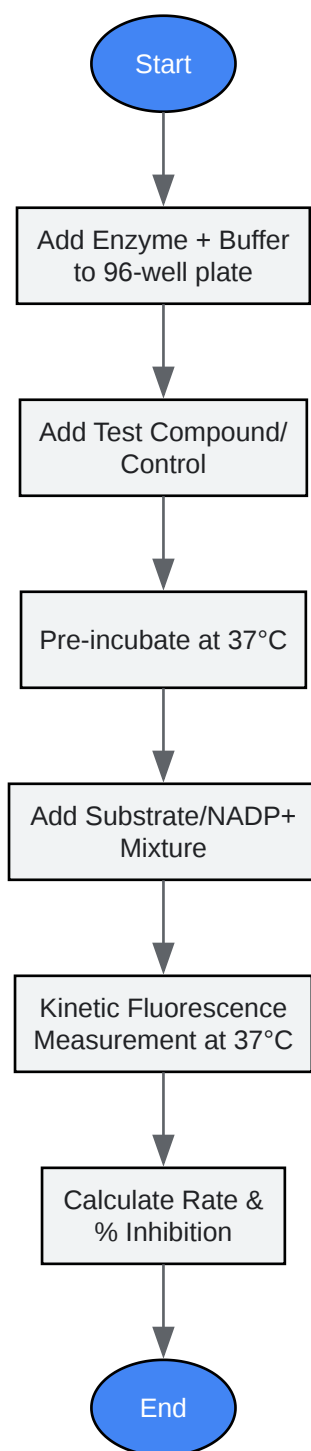 Start
Add Enzyme + Buffer
to 96-well plate
Add Test Compound/
Control
Pre-incubate at 37°C
Add Substrate/NADP+
Mixture
Kinetic Fluorescence
Measurement at 37°C
Calculate Rate &
% Inhibition
End